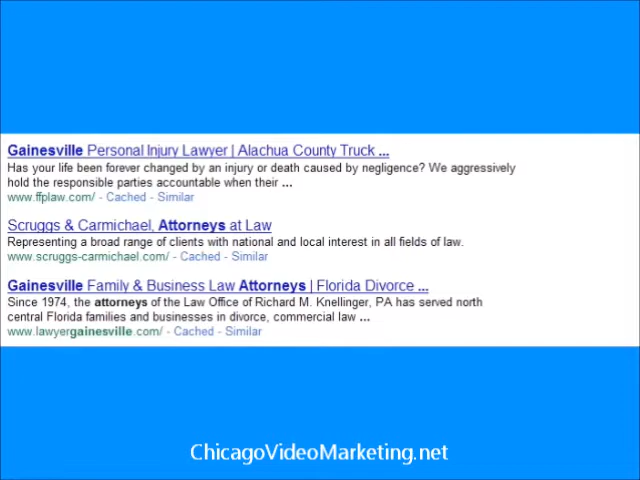 Gainesville Personal Injury Lawyer | Alachua County Truck ...
Has your life been forever changed by an injury or death caused by negligence? We aggressively
hold the responsible parties accountable when their ...
www.ffplaw.com/ - Cached - Similar
Scruggs & Carmichael, Attorneys at Law
Representing a broad range of clients with national and local interest in all fields of law.
www.scruggs-carmichael.com/ - Cached - Similar
Gainesville Family & Business Law Attorneys | Florida Divorce ...
Since 1974, the attorneys of the Law Office of Richard M. Knellinger, PA has served north
central Florida families and businesses in divorce, commercial law ...
www.lawyergainesville.com/ - Cached - Similar
ChicagoVideoMarketing.net